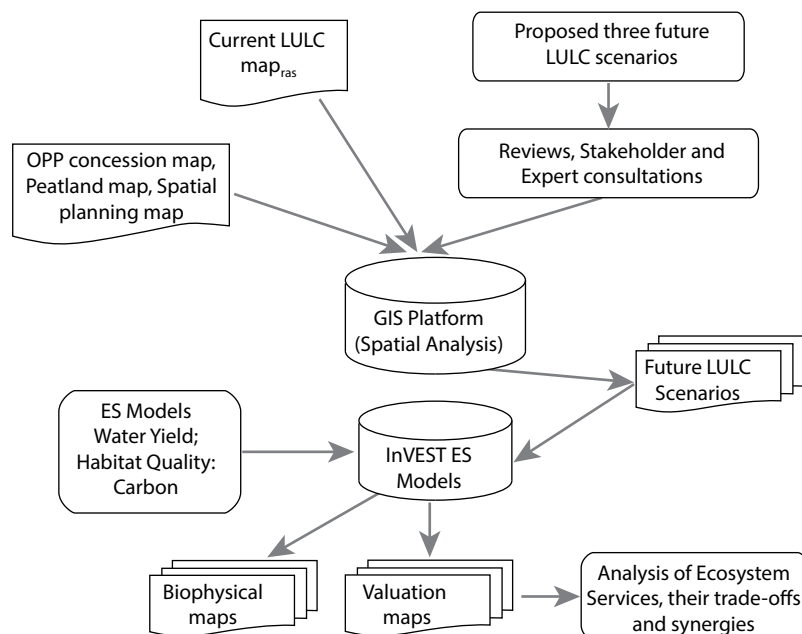 Current LULC
map_ras
Proposed three future
LULC scenarios
OPP concession map,
Peatland map, Spatial
planning map
Reviews, Stakeholder and
Expert consultations
GIS Platform
(Spatial Analysis)
Future LULC
Scenarios
ES Models
Water Yield;
Habitat Quality:
Carbon
InVEST ES
Models
Biophysical
maps
Valuation
maps
Analysis of Ecosystem
Services, their trade-offs
and synergies